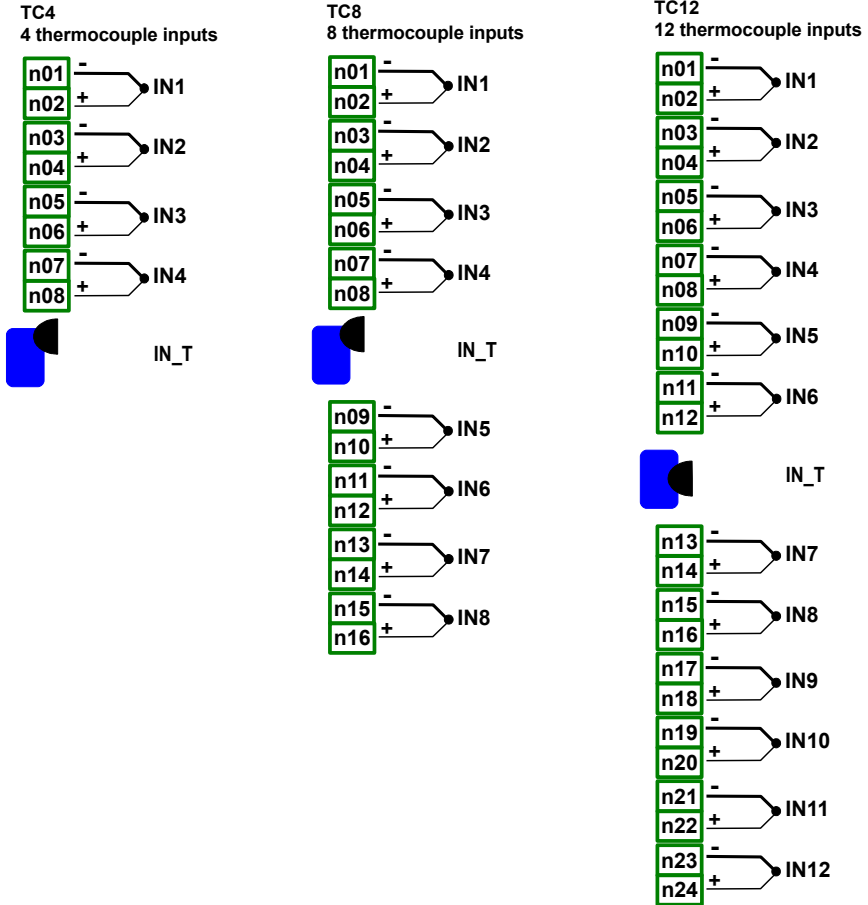 TC4
4 thermocouple inputs
n01 -
n02 +
IN1
n03 -
n04 +
IN2
n05 -
n06 +
IN3
n07 -
n08 +
IN4
IN_T
TC8
8 thermocouple inputs
n01 -
n02 +
IN1
n03 -
n04 +
IN2
n05 -
n06 +
IN3
n07 -
n08 +
IN4
IN_T
n09 -
n10 +
IN5
n11 -
n12 +
IN6
n13 -
n14 +
IN7
n15 -
n16 +
IN8
TC12
12 thermocouple inputs
n01 -
n02 +
IN1
n03 -
n04 +
IN2
n05 -
n06 +
IN3
n07 -
n08 +
IN4
n09 -
n10 +
IN5
n11 -
n12 +
IN6
IN_T
n13 -
n14 +
IN7
n15 -
n16 +
IN8
n17 -
n18 +
IN9
n19 -
n20 +
IN10
n21 -
n22 +
IN11
n23 -
n24 +
IN12